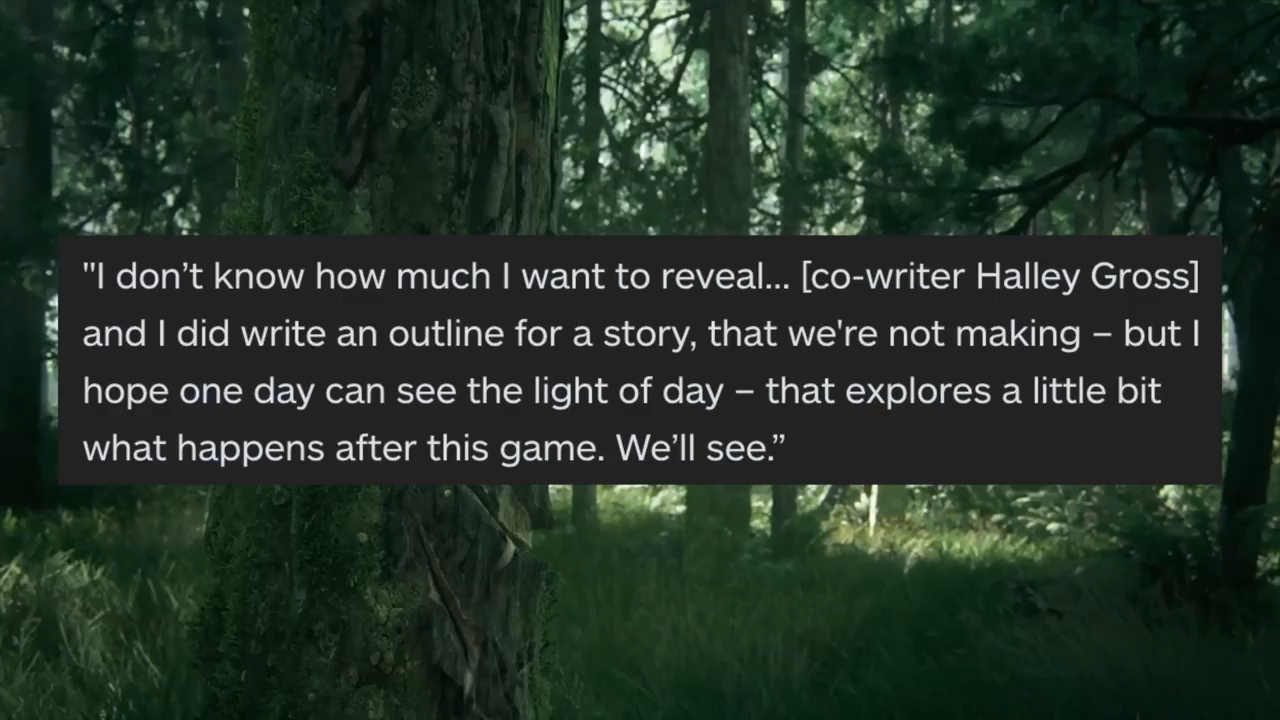 "I don’t know how much I want to reveal... [co-writer Halley Gross]
and I did write an outline for a story, that we're not making – but I
hope one day can see the light of day – that explores a little bit
what happens after this game. We’ll see.”